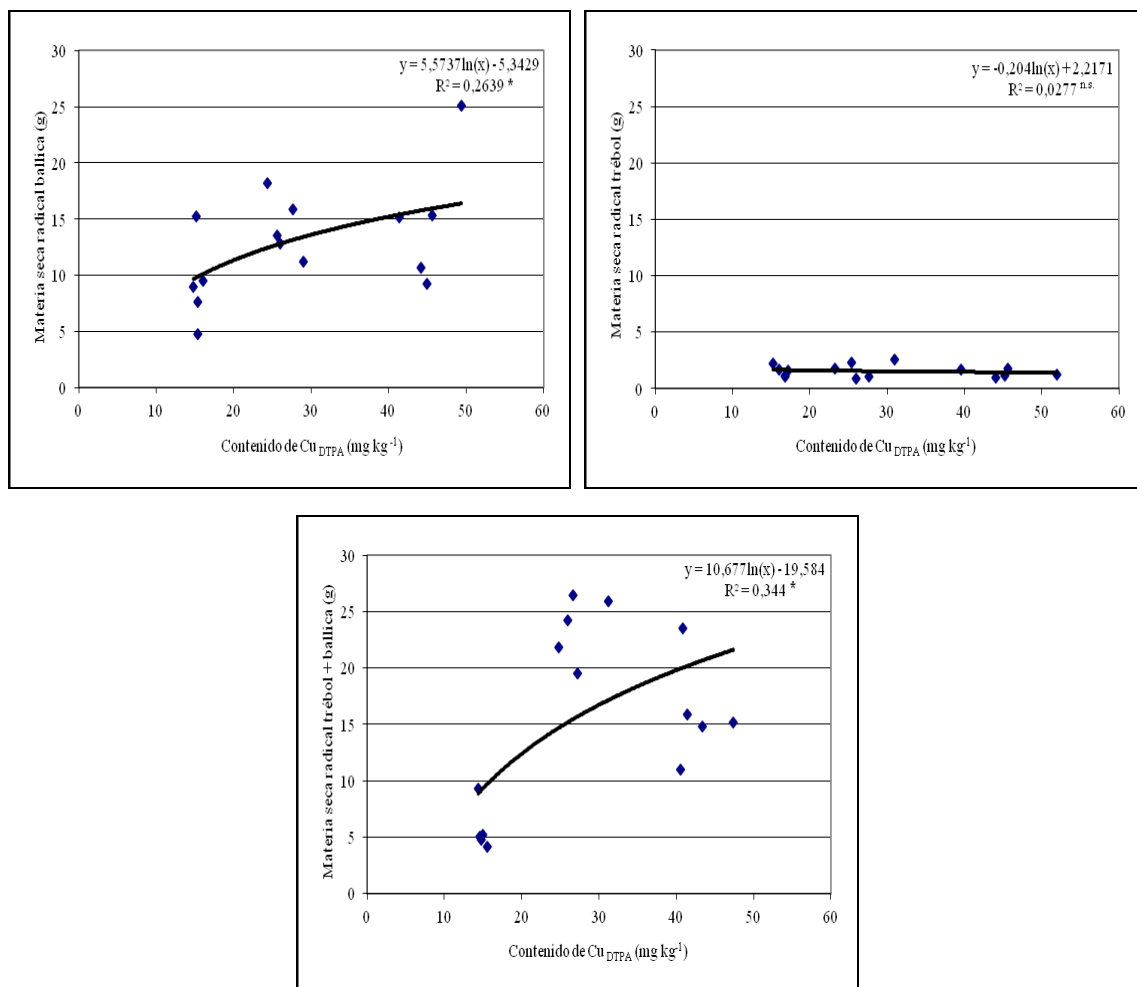 y = 5,5737ln(x) - 5,3429
R² = 0,2639 *
30
25
20
15
10
5
0
0 10 20 30 40 50 60
Materia seca radical ballica (g)
Contenido de Cu DTPA (mg kg-1)
y = -0,204ln(x) + 2,2171
R² = 0,0277 n.s.
30
25
20
15
10
5
0
0 10 20 30 40 50 60
Materia seca radical trébol (g)
Contenido de Cu DTPA (mg kg-1)
y = 10,677ln(x) - 19,584
R² = 0,344 *
30
25
20
15
10
5
0
0 10 20 30 40 50 60
Materia seca radical trébol + ballica (g)
Contenido de Cu DTPA (mg kg-1)